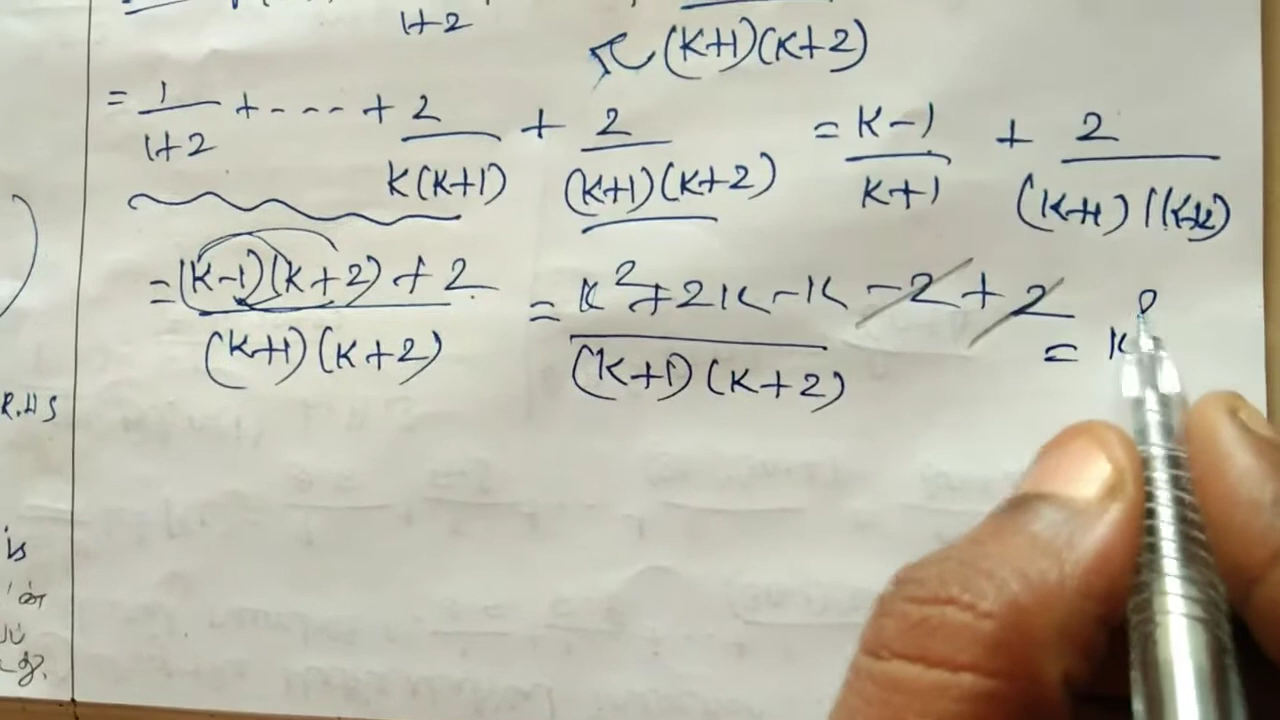 1+2
(K+1)(K+2)
= 1/1+2 + - - - + 2/K(K+1) + 2/(K+1)(K+2) = K-1/K+1 + 2/
= (K-1)(K+2) + 2/(K+1)(K+2) = K²+2K-K-2+2/(K+1)(K+2) = K
R.H.S
is